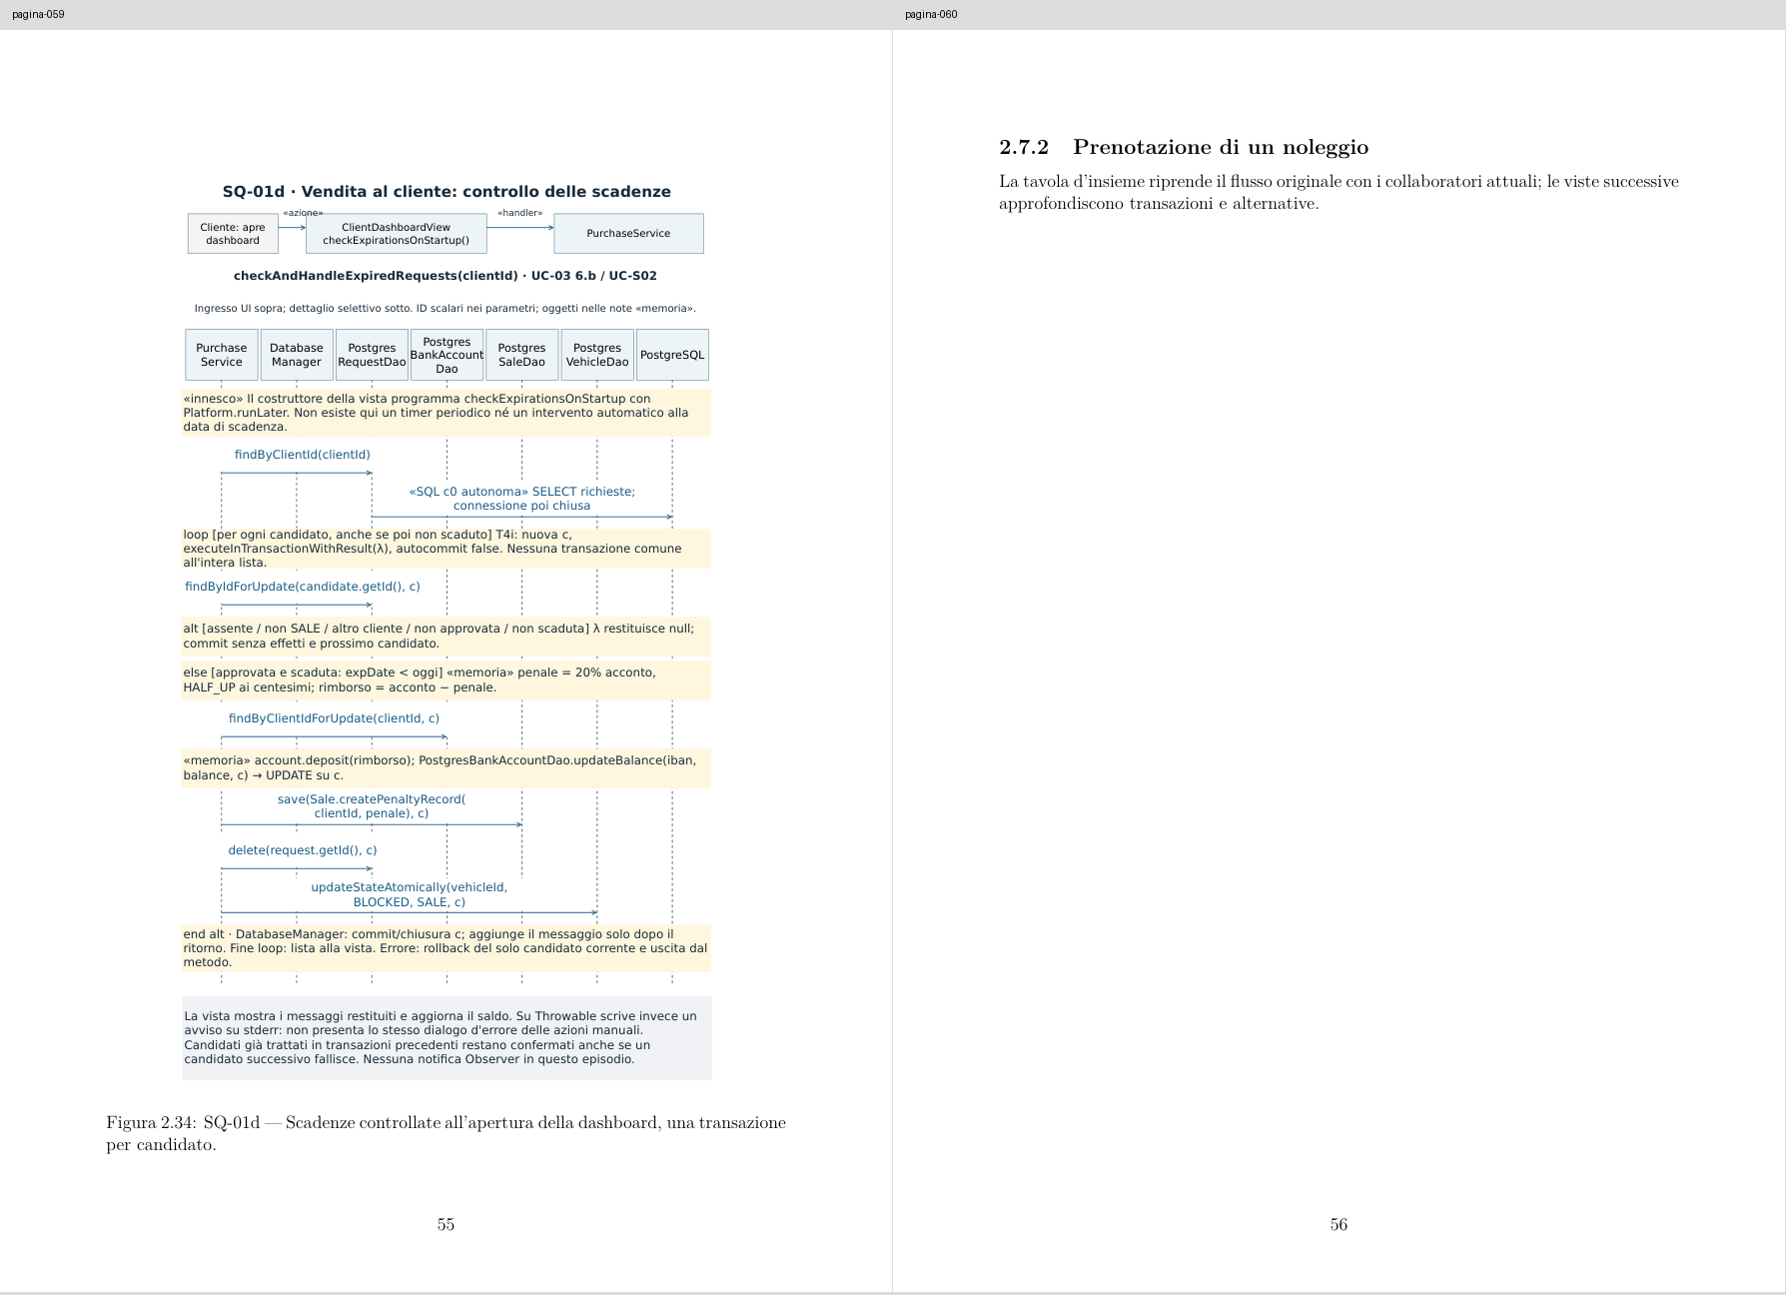 pagina-059
SQ-01d · Vendita al cliente: controllo delle scadenze
Cliente: apre
dashboard
«azione»
ClientDashboardView
checkExpirationsOnStartup()
«handler»
PurchaseService
checkAndHandleExpiredRequests(clientId) · UC-03 6.b / UC-S02
Ingresso UI sopra; dettaglio selettivo sotto. ID scalari nei parametri; oggetti nelle note «memoria».
Purchase
Service
Database
Manager
Postgres
RequestDao
Postgres
BankAccount
Dao
Postgres
SaleDao
Postgres
VehicleDao
PostgreSQL
«innesco» Il costruttore della vista programma checkExpirationsOnStartup con
Platform.runLater. Non esiste qui un timer periodico né un intervento automatico alla
data di scadenza.
findByClientId(clientId)
«SQL c0 autonoma» SELECT richieste;
connessione poi chiusa
loop [per ogni candidato, anche se poi non scaduto] T4i: nuova c,
executeInTransactionWithResult(λ), autocommit false. Nessuna transazione comune
all'intera lista.
findByIdForUpdate(candidate.getId(), c)
alt [assente / non SALE / altro cliente / non approvata / non scaduta] λ restituisce null;
commit senza effetti e prossimo candidato.
else [approvata e scaduta: expDate < oggi] «memoria» penale = 20% acconto,
HALF_UP ai centesimi; rimborso = acconto − penale.
findByClientIdForUpdate(clientId, c)
«memoria» account.deposit(rimborso); PostgresBankAccountDao.updateBalance(iban,
balance, c) → UPDATE su c.
save(Sale.createPenaltyRecord(
clientId, penale), c)
delete(request.getId(), c)
updateStateAtomically(vehicleId,
BLOCKED, SALE, c)
end alt · DatabaseManager: commit/chiusura c; aggiunge il messaggio solo dopo il
ritorno. Fine loop: lista alla vista. Errore: rollback del solo candidato corrente e uscita dal
metodo.
La vista mostra i messaggi restituiti e aggiorna il saldo. Su Throwable scrive invece un
avviso su stderr: non presenta lo stesso dialogo d'errore delle azioni manuali.
Candidati già trattati in transazioni precedenti restano confermati anche se un
candidato successivo fallisce. Nessuna notifica Observer in questo episodio.
Figura 2.34: SQ-01d — Scadenze controllate all'apertura della dashboard, una transazione
per candidato.
55
pagina-060
2.7.2 Prenotazione di un noleggio
La tavola d'insieme riprende il flusso originale con i collaboratori attuali; le viste successive
approfondiscono transazioni e alternative.
56